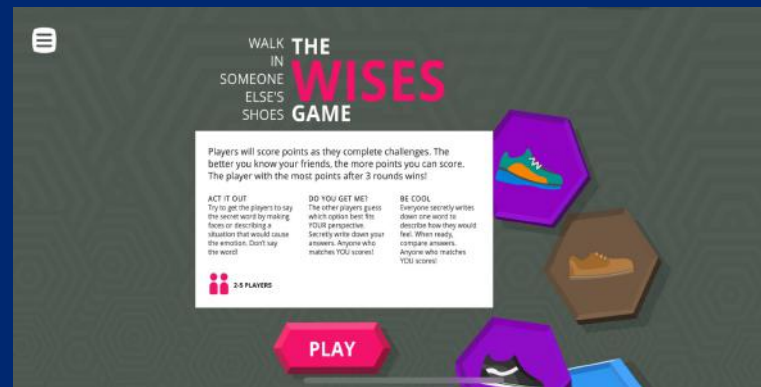 WALK
IN
SOMEONE
ELSE'S
SHOES
THE
WISES
GAME
Players will score points as they complete challenges. The
better you know your friends, the more points you can score.
The player with the most points after 3 rounds wins!
ACT IT OUT
Try to get the players to say
the secret word by making
faces or describing a
situation that would cause
the emotion. Don't say
the word!
DO YOU GET ME?
The other players guess
which option best fits
YOUR perspective.
Secretly write down your
answers. Anyone who
matches YOU scores!
BE COOL
Everyone secretly writes
down one word to
describe how they would
feel. When ready,
compare answers.
Anyone who matches
YOU scores!
2-5 PLAYERS
PLAY